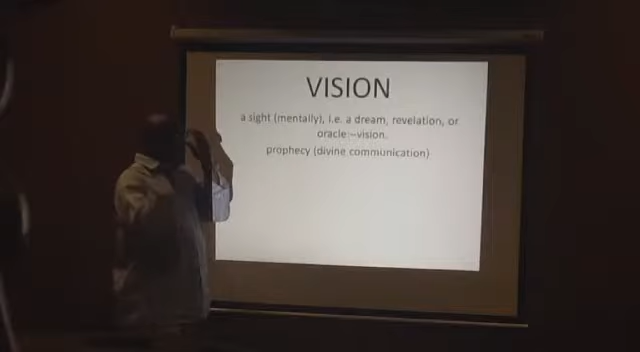 VISION
a sight (mentally), i.e. a dream, revelation, or
oracle:–vision.
prophecy (divine communication)